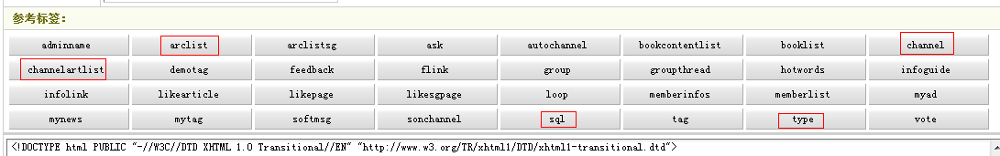 参考标签：
adminname arclist arclistsg ask autochannel bookcontentlist booklist channel
channelartlist demotag feedback flink group groupthread hotwords infoguide
infolink likearticle likepage likesgpage loop memberinfos memberlist myad
mynews mytag softmsg sonchannel sql tag type vote
<!DOCTYPE html PUBLIC "-//W3C//DTD XHTML 1.0 Transitional//EN" "http://www.w3.org/TR/xhtml1/DTD/xhtml1-transitional.dtd">